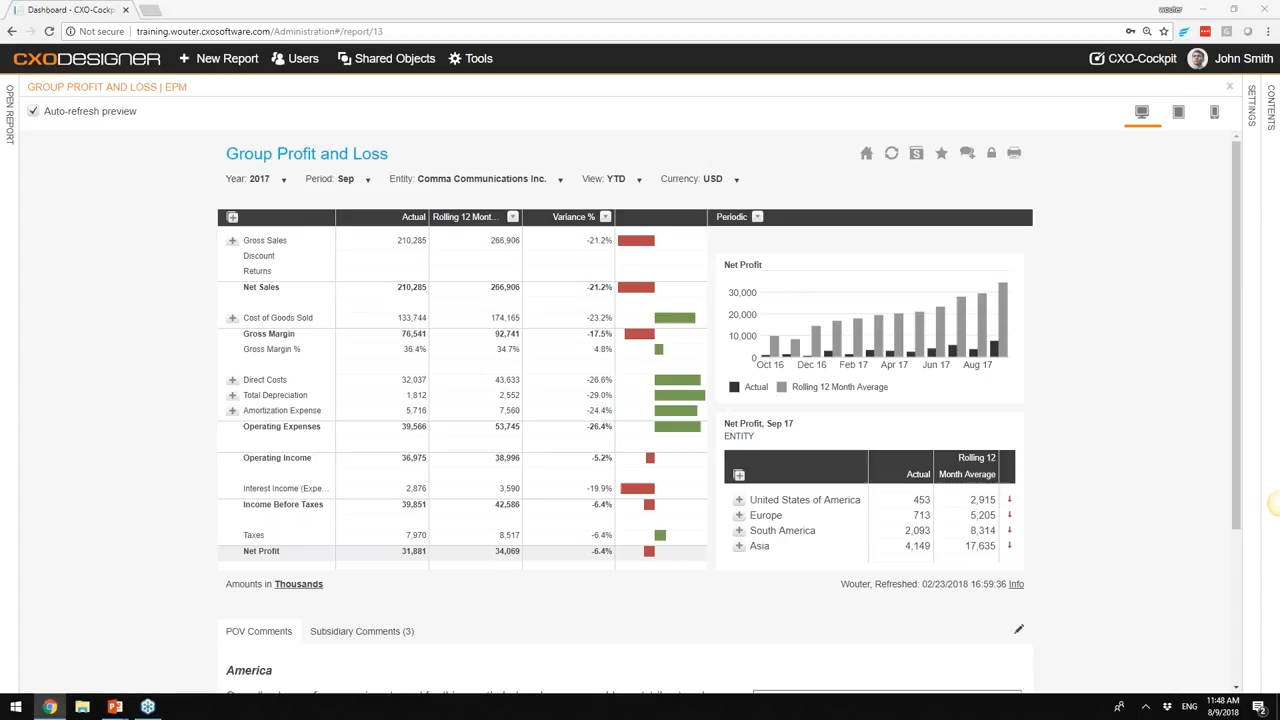 Dashboard - CXO-Cockp
wouter
Not secure training.wouter.cxosoftware.com/Administration#/report/13
CXODESIGNER New Report Users Shared Objects Tools CXO-Cockpit John Smith
GROUP PROFIT AND LOSS | EPM
OPEN REPORT
SETTINGS
CONTENTS
Auto-refresh preview
Group Profit and Loss
Year: 2017 Period: Sep Entity: Comma Communications Inc. View: YTD Currency: USD
Actual Rolling 12 Mont... Variance % Periodic
Gross Sales 210,285 266,906 -21.2%
Discount
Returns
Net Sales 210,285 266,906 -21.2%
Cost of Goods Sold 133,744 174,165 -23.2%
Gross Margin 76,541 92,741 -17.5%
Gross Margin % 36.4% 34.7% 4.8%
Direct Costs 32,037 43,633 -26.6%
Total Depreciation 1,812 2,552 -29.0%
Amortization Expense 5,716 7,560 -24.4%
Operating Expenses 39,566 53,745 -26.4%
Operating Income 36,975 38,996 -5.2%
Interest Income (Expe... 2,876 3,590 -19.9%
Income Before Taxes 39,851 42,586 -6.4%
Taxes 7,970 8,517 -6.4%
Net Profit 31,881 34,069 -6.4%
Net Profit
30,000
20,000
10,000
0
Oct 16 Dec 16 Feb 17 Apr 17 Jun 17 Aug 17
Actual Rolling 12 Month Average
Net Profit, Sep 17
ENTITY
Rolling 12
Actual Month Average
United States of America 453 2,915
Europe 713 5,205
South America 2,093 8,314
Asia 4,149 17,635
Amounts in Thousands
Wouter, Refreshed: 02/23/2018 16:59:36 Info
POV Comments Subsidiary Comments (3)
America
ENG
11:48 AM
8/9/2018
2